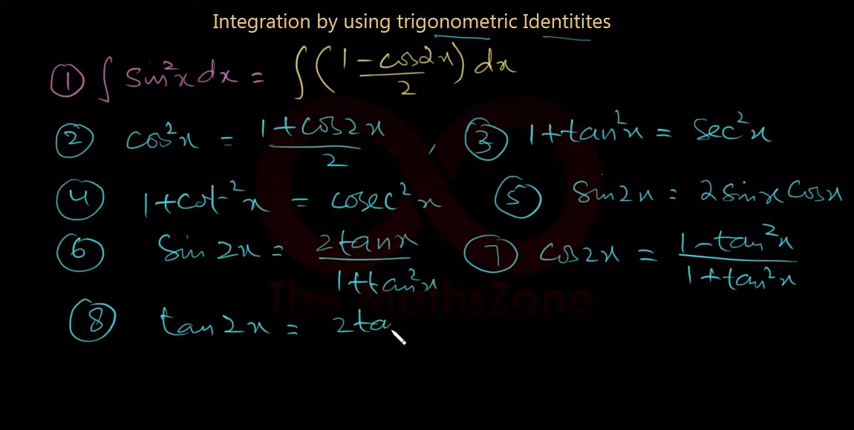 Integration by using trigonometric Identitites
① ∫ sin²x dx = ∫ (1 - cos2x / 2) dx
② cos²x = 1 + cos2x / 2 , ③ 1 + tan²x = sec²x
④ 1 + cot²x = cosec²x ⑤ sin2x = 2sinx cosx
⑥ sin2x = 2tanx / 1 + tan²x ⑦ cos2x = 1 - tan²x / 1 + tan²x
The MathsZone
⑧ tan2x = 2ta